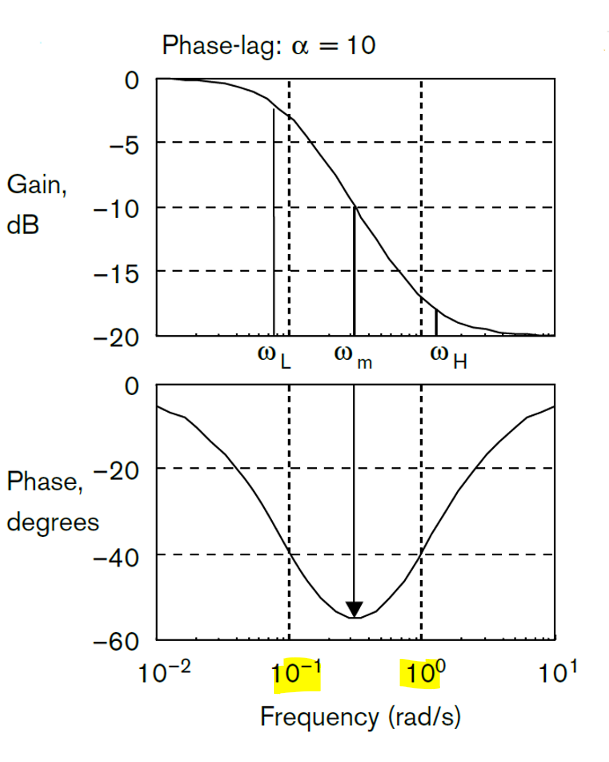 Phase-lag: α = 10
0
−5
Gain,
dB
−10
−15
−20
ω L
ω m
ω H
0
Phase,
degrees
−20
−40
−60
10⁻² 10⁻¹ 10⁰ 10¹
Frequency (rad/s)